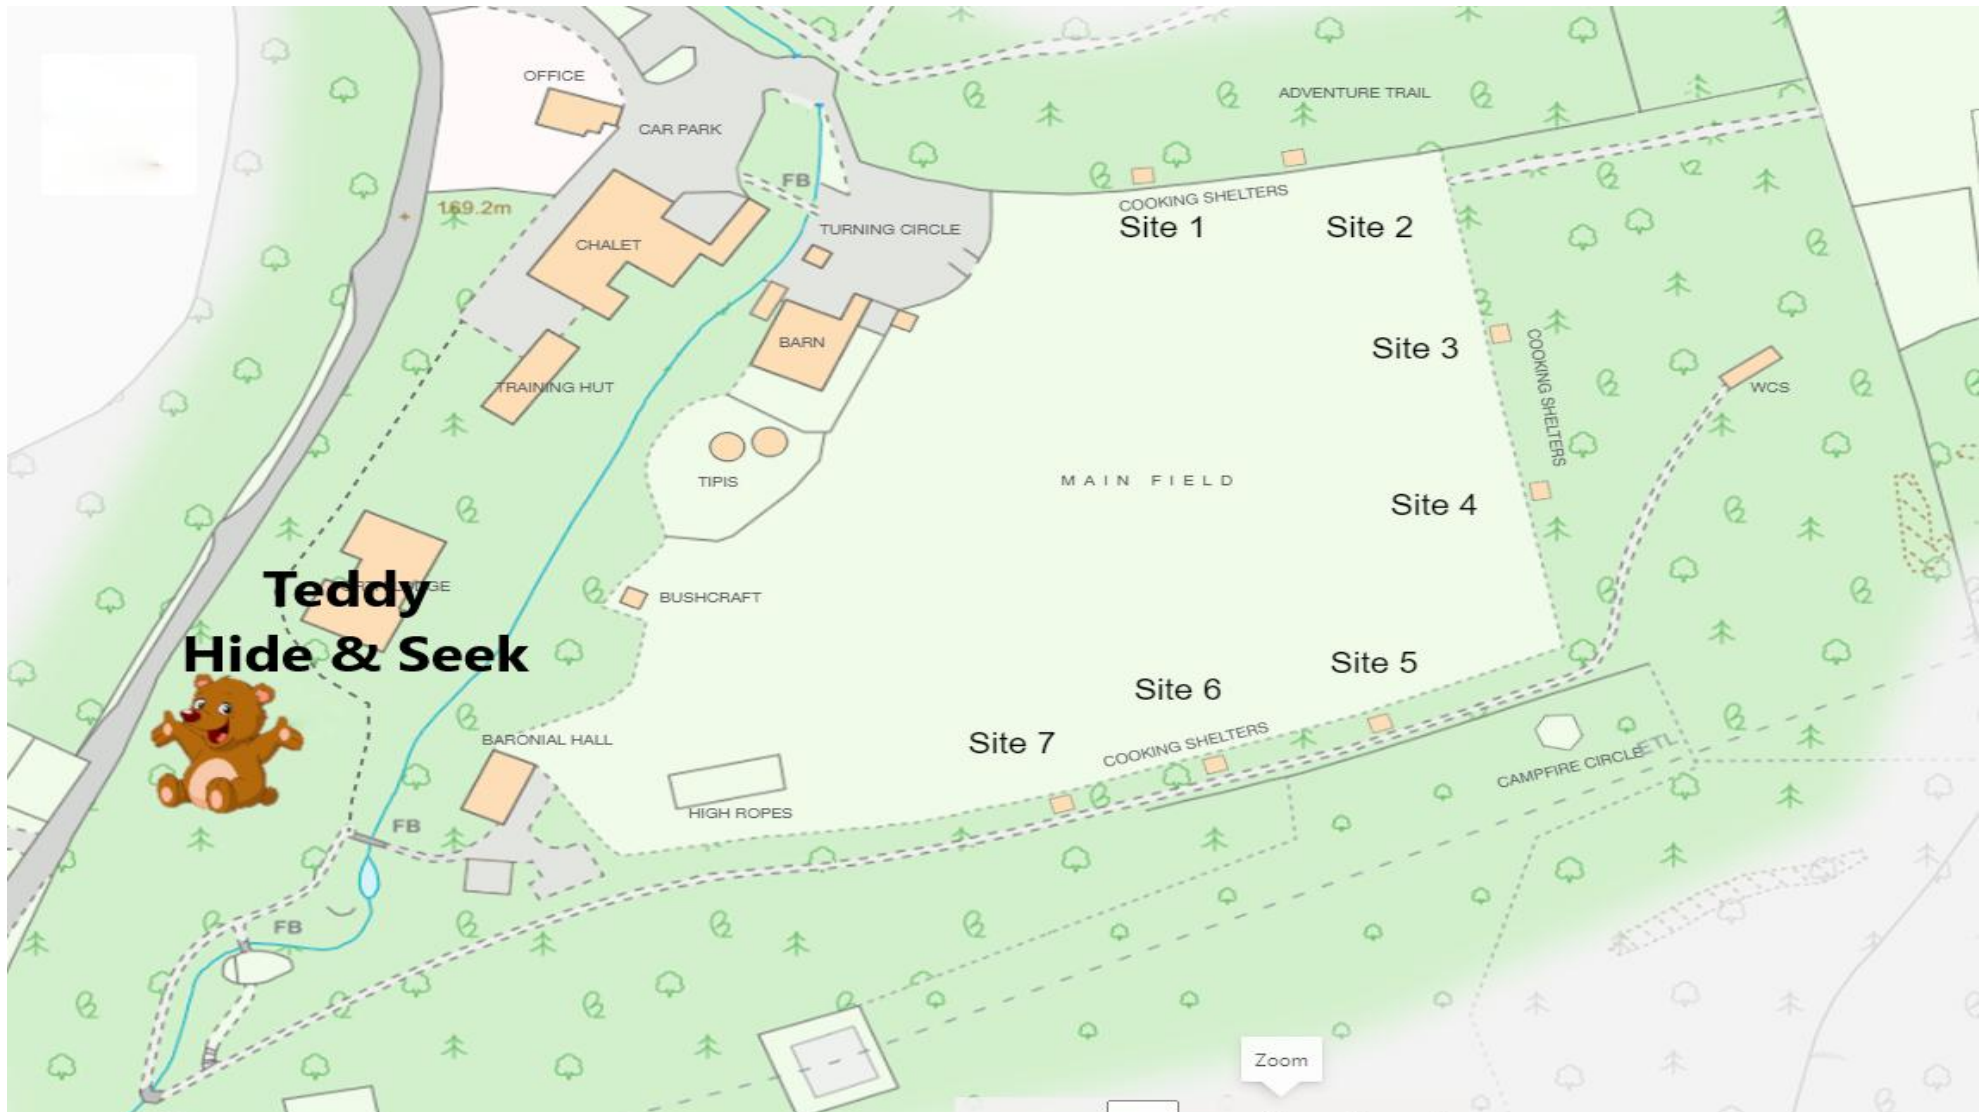 OFFICE
ADVENTURE TRAIL
CAR PARK
FB
COOKING SHELTERS
169.2m
Site 1
Site 2
TURNING CIRCLE
CHALET
BARN
Site 3
COOKING SHELTERS
TRAINING HUT
WCS
TIPIS
MAIN FIELD
Site 4
Teddy
BUSHCRAFT
Hide & Seek
Site 5
Site 6
BARONIAL HALL
Site 7
COOKING SHELTERS
CAMPFIRE CIRCLE
ETL
HIGH ROPES
FB
FB
Zoom